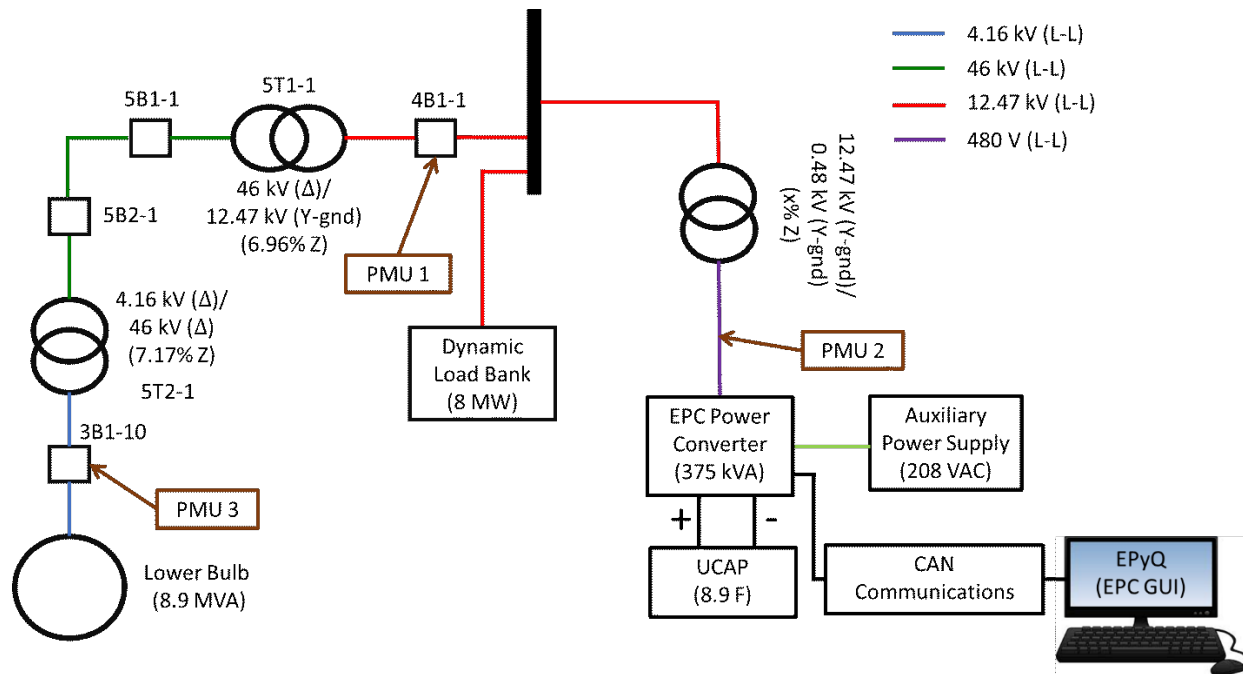 4.16 kV (L-L)
46 kV (L-L)
12.47 kV (L-L)
480 V (L-L)
5B1-1
5T1-1
4B1-1
46 kV (Δ)/
12.47 kV (Y-gnd)
(6.96% Z)
5B2-1
PMU 1
12.47 kV (Y-gnd)/
0.48 kV (Y-gnd)
(x% Z)
4.16 kV (Δ)/
46 kV (Δ)
(7.17% Z)
5T2-1
Dynamic
Load Bank
(8 MW)
PMU 2
3B1-10
PMU 3
EPC Power
Converter
(375 kVA)
Auxiliary
Power Supply
(208 VAC)
+
-
Lower Bulb
(8.9 MVA)
UCAP
(8.9 F)
CAN
Communications
EPyQ
(EPC GUI)